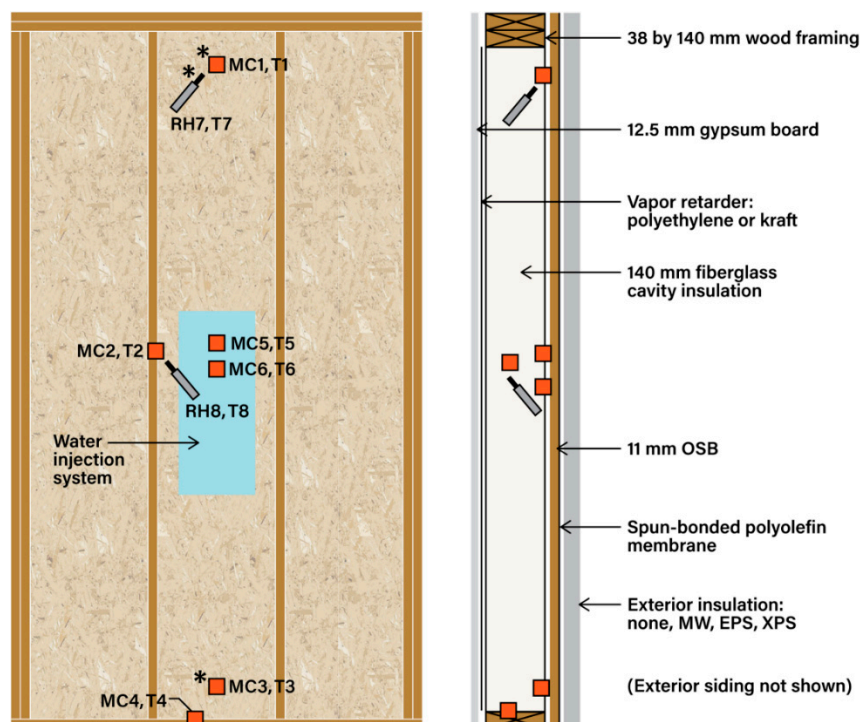 * MC1, T1
*
RH7, T7
MC2, T2
MC5, T5
MC6, T6
RH8, T8
Water
injection
system
* MC3, T3
MC4, T4
38 by 140 mm wood framing
12.5 mm gypsum board
Vapor retarder:
polyethylene or kraft
140 mm fiberglass
cavity insulation
11 mm OSB
Spun-bonded polyolefin
membrane
Exterior insulation:
none, MW, EPS, XPS
(Exterior siding not shown)